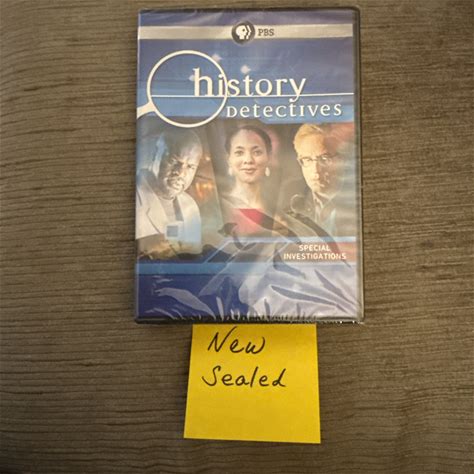 PBS
history
Detectives
SPECIAL
INVESTIGATIONS
New
Sealed